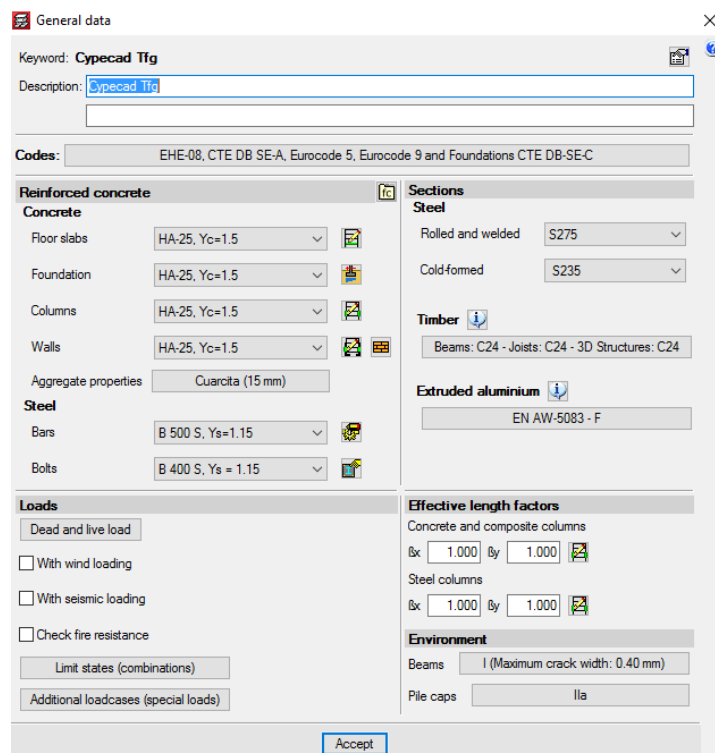 General data
Keyword: Cypecad Tfg
Description: Cypecad Tfg
Codes: EHE-08, CTE DB SE-A, Eurocode 5, Eurocode 9 and Foundations CTE DB-SE-C
Reinforced concrete
fc
Concrete
Floor slabs HA-25, Yc=1.5
Foundation HA-25, Yc=1.5
Columns HA-25, Yc=1.5
Walls HA-25, Yc=1.5
Aggregate properties Cuarcita (15 mm)
Steel
Bars B 500 S, Ys=1.15
Bolts B 400 S, Ys = 1.15
Sections
Steel
Rolled and welded S275
Cold-formed S235
Timber
Beams: C24 - Joists: C24 - 3D Structures: C24
Extruded aluminium
EN AW-5083 - F
Loads
Dead and live load
With wind loading
With seismic loading
Check fire resistance
Limit states (combinations)
Additional loadcases (special loads)
Effective length factors
Concrete and composite columns
ßx 1.000 ßy 1.000
Steel columns
ßx 1.000 ßy 1.000
Environment
Beams I (Maximum crack width: 0.40 mm)
Pile caps IIa
Accept